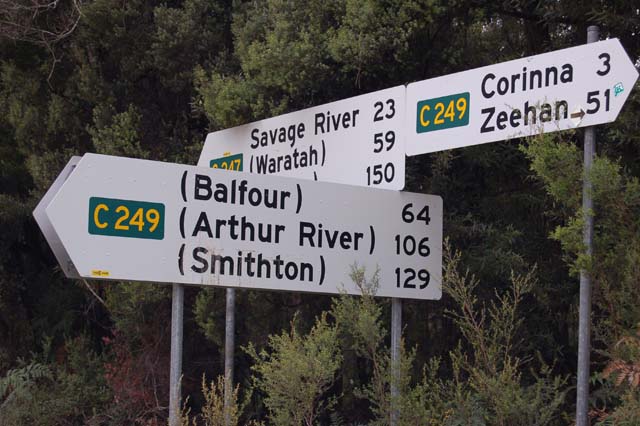 Corinna 3
C 249
Zeehan 51
Savage River 23
(Waratah) 59
150
(Balfour) 64
C 249
(Arthur River) 106
(Smithton) 129